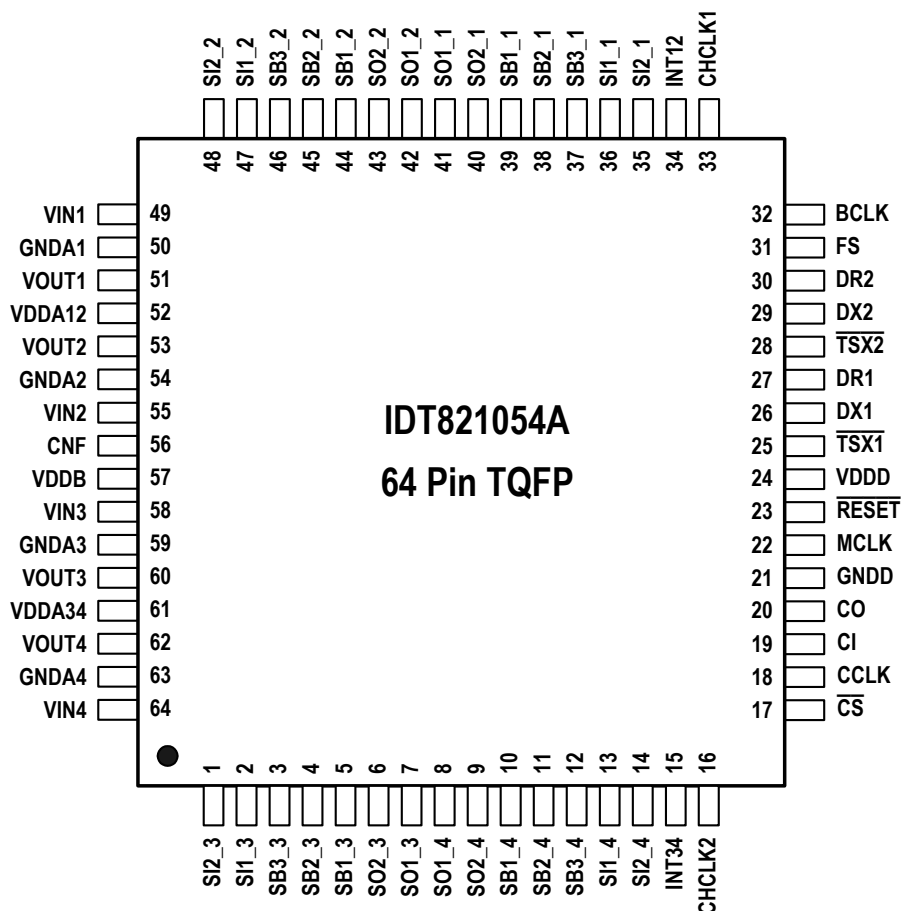 SI2_2 SI1_2 SB3_2 SB2_2 SB1_2 SO2_2 SO1_2 SO1_1 SO2_1 SB1_1 SB2_1 SB3_1 SI1_1 SI2_1 INT12 CHCLK1
48 47 46 45 44 43 42 41 40 39 38 37 36 35 34 33
VIN1 49 32 BCLK
GNDA1 50 31 FS
VOUT1 51 30 DR2
VDDA12 52 29 DX2
VOUT2 53 28 T̅S̅X̅2̅
GNDA2 54 27 DR1
VIN2 55 26 DX1
CNF 56 25 T̅S̅X̅1̅
VDDB 57 24 VDDD
VIN3 58 23 R̅E̅S̅E̅T̅
GNDA3 59 22 MCLK
VOUT3 60 21 GNDD
VDDA34 61 20 CO
VOUT4 62 19 CI
GNDA4 63 18 CCLK
VIN4 64 17 C̅S̅
IDT821054A
64 Pin TQFP
1 2 3 4 5 6 7 8 9 10 11 12 13 14 15 16
SI2_3 SI1_3 SB3_3 SB2_3 SB1_3 SO2_3 SO1_3 SO1_4 SO2_4 SB1_4 SB2_4 SB3_4 SI1_4 SI2_4 INT34 CHCLK2